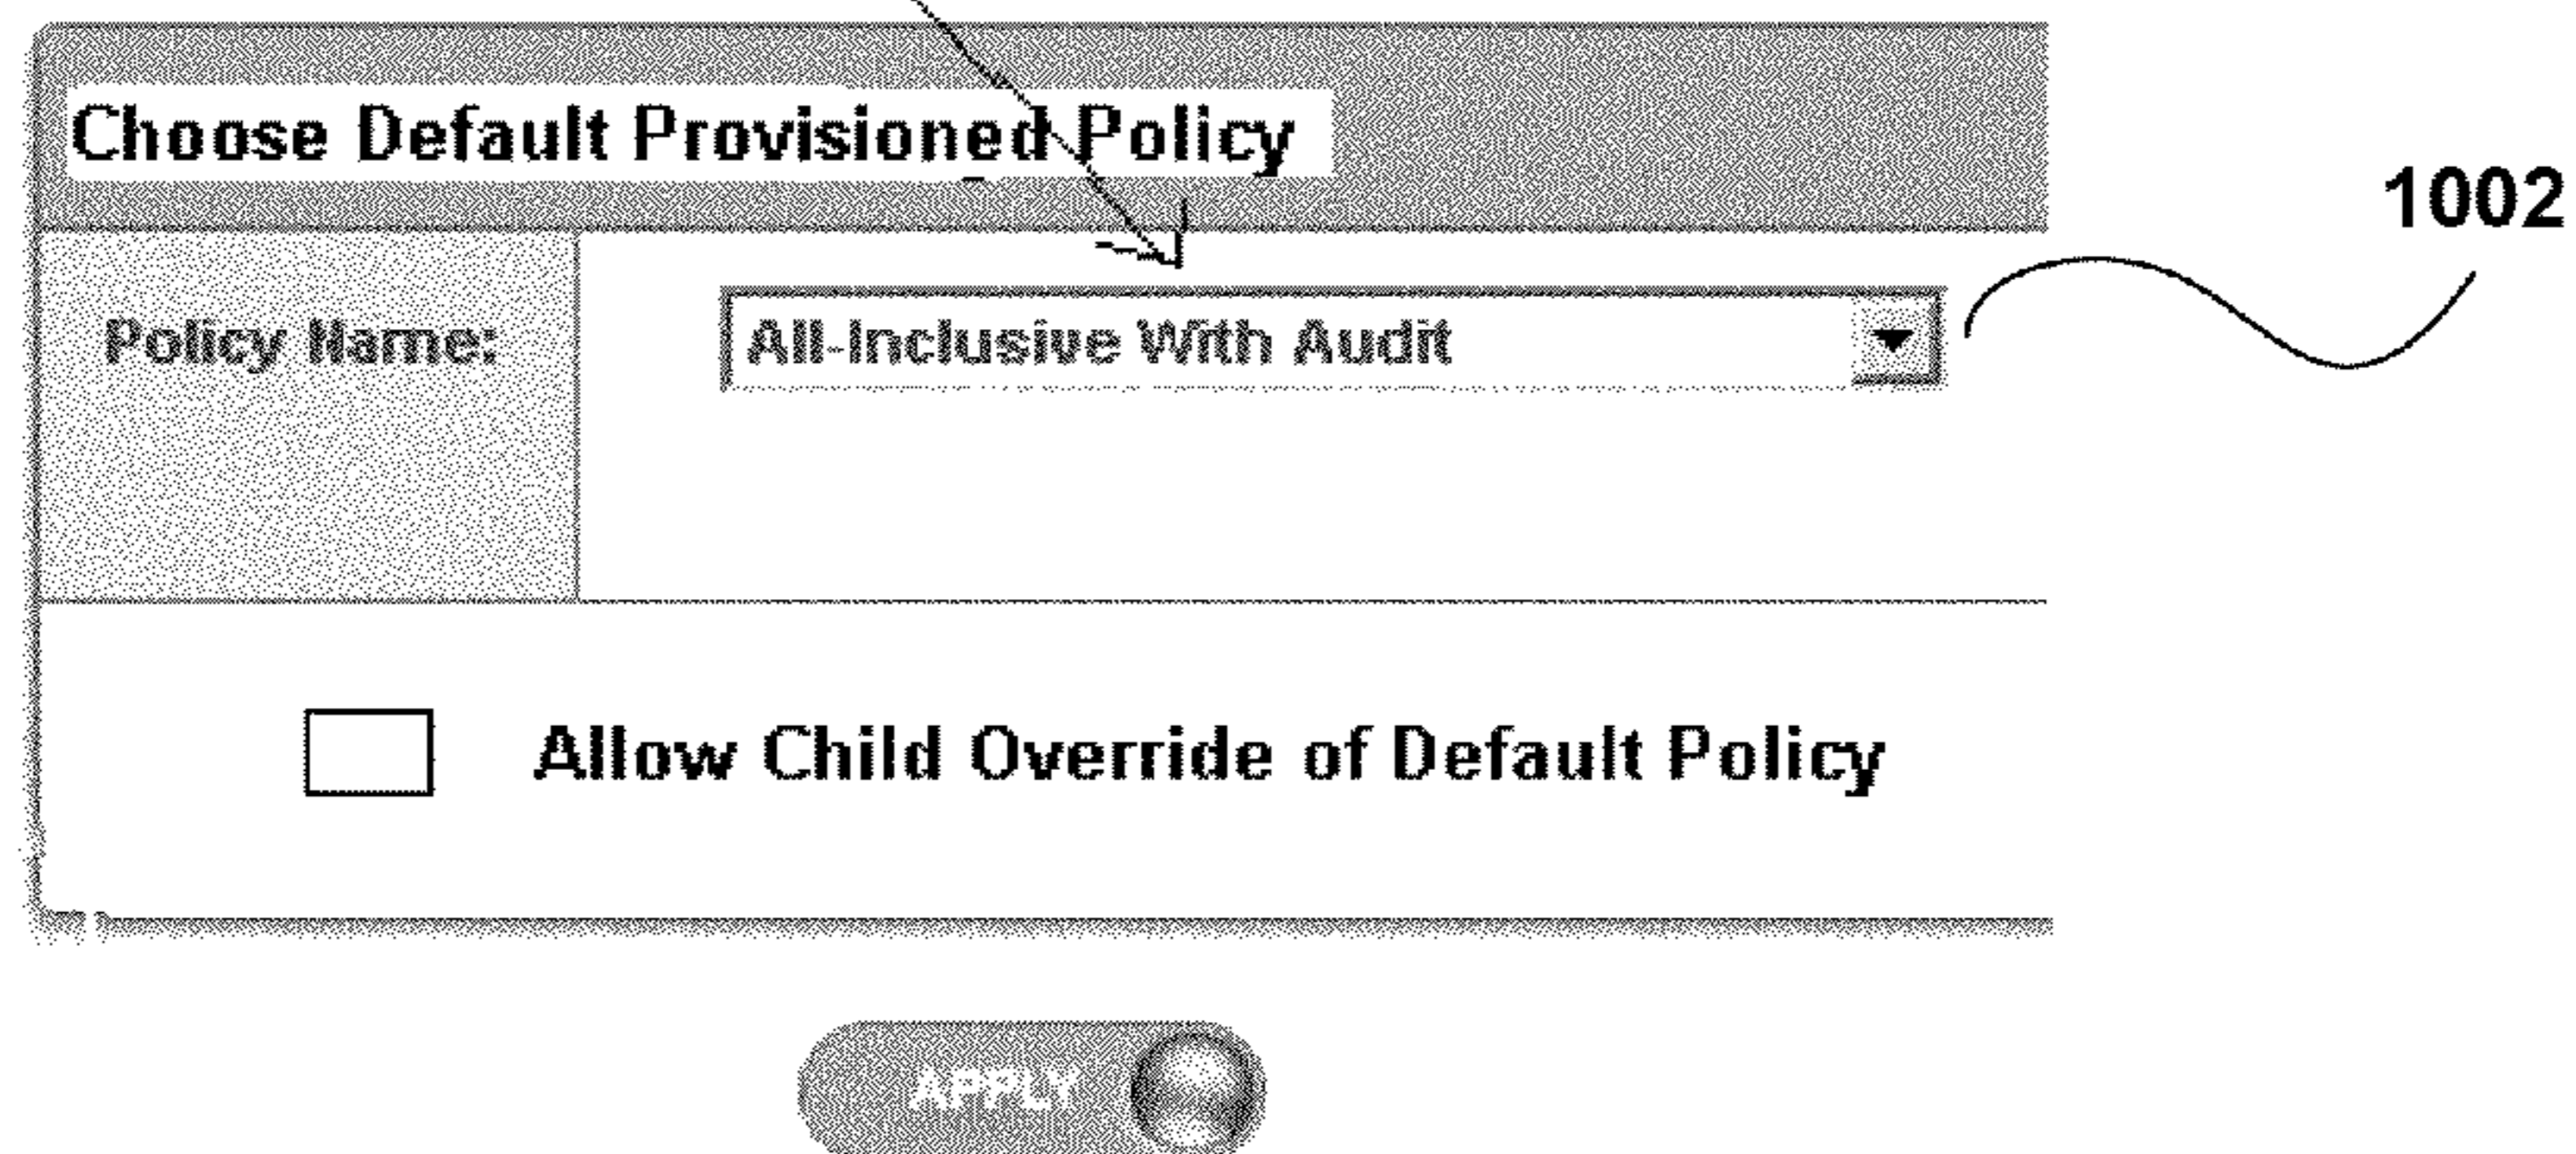 Choose Default Provisioned Policy
1002
Policy Name:
All-Inclusive With Audit
Allow Child Override of Default Policy
APPLY